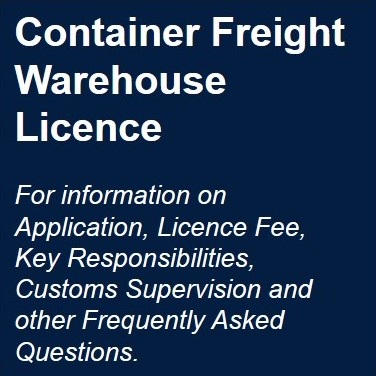 Container Freight
Warehouse
Licence
For information on
Application, Licence Fee,
Key Responsibilities,
Customs Supervision and
other Frequently Asked
Questions.